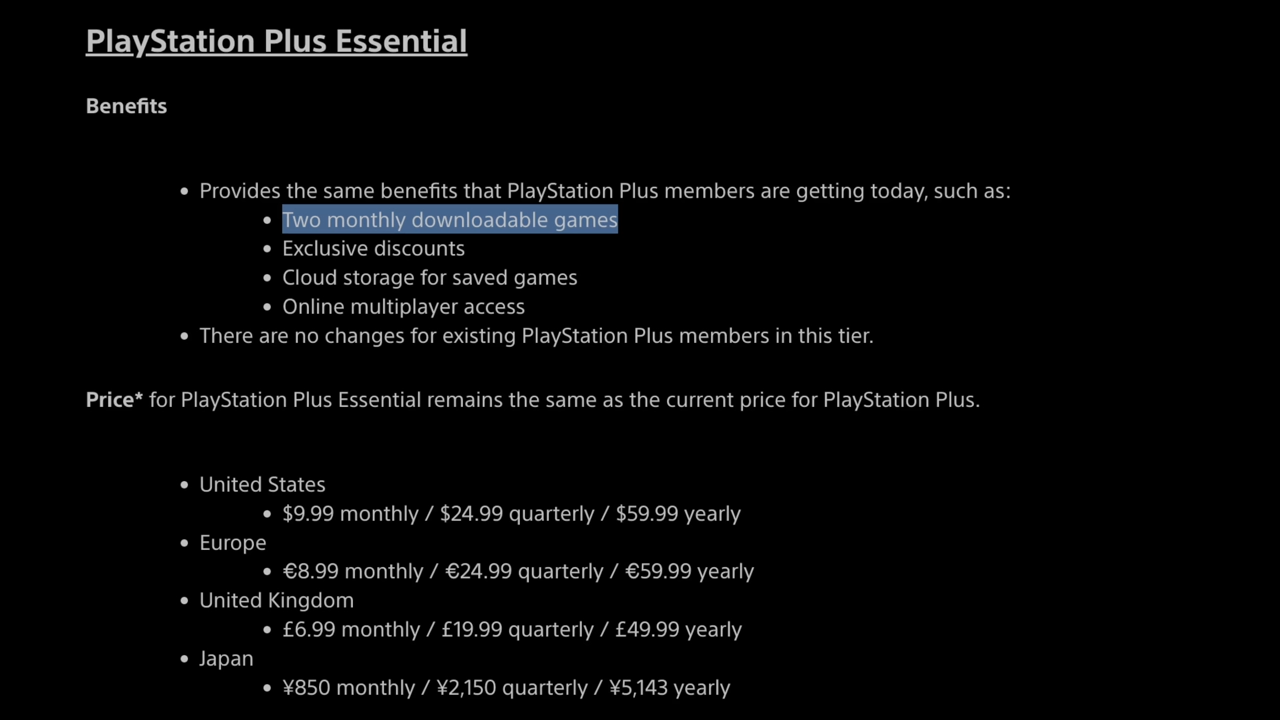 PlayStation Plus Essential
Benefits
• Provides the same benefits that PlayStation Plus members are getting today, such as:
• Two monthly downloadable games
• Exclusive discounts
• Cloud storage for saved games
• Online multiplayer access
• There are no changes for existing PlayStation Plus members in this tier.
Price* for PlayStation Plus Essential remains the same as the current price for PlayStation Plus.
• United States
• $9.99 monthly / $24.99 quarterly / $59.99 yearly
• Europe
• €8.99 monthly / €24.99 quarterly / €59.99 yearly
• United Kingdom
• £6.99 monthly / £19.99 quarterly / £49.99 yearly
• Japan
• ¥850 monthly / ¥2,150 quarterly / ¥5,143 yearly